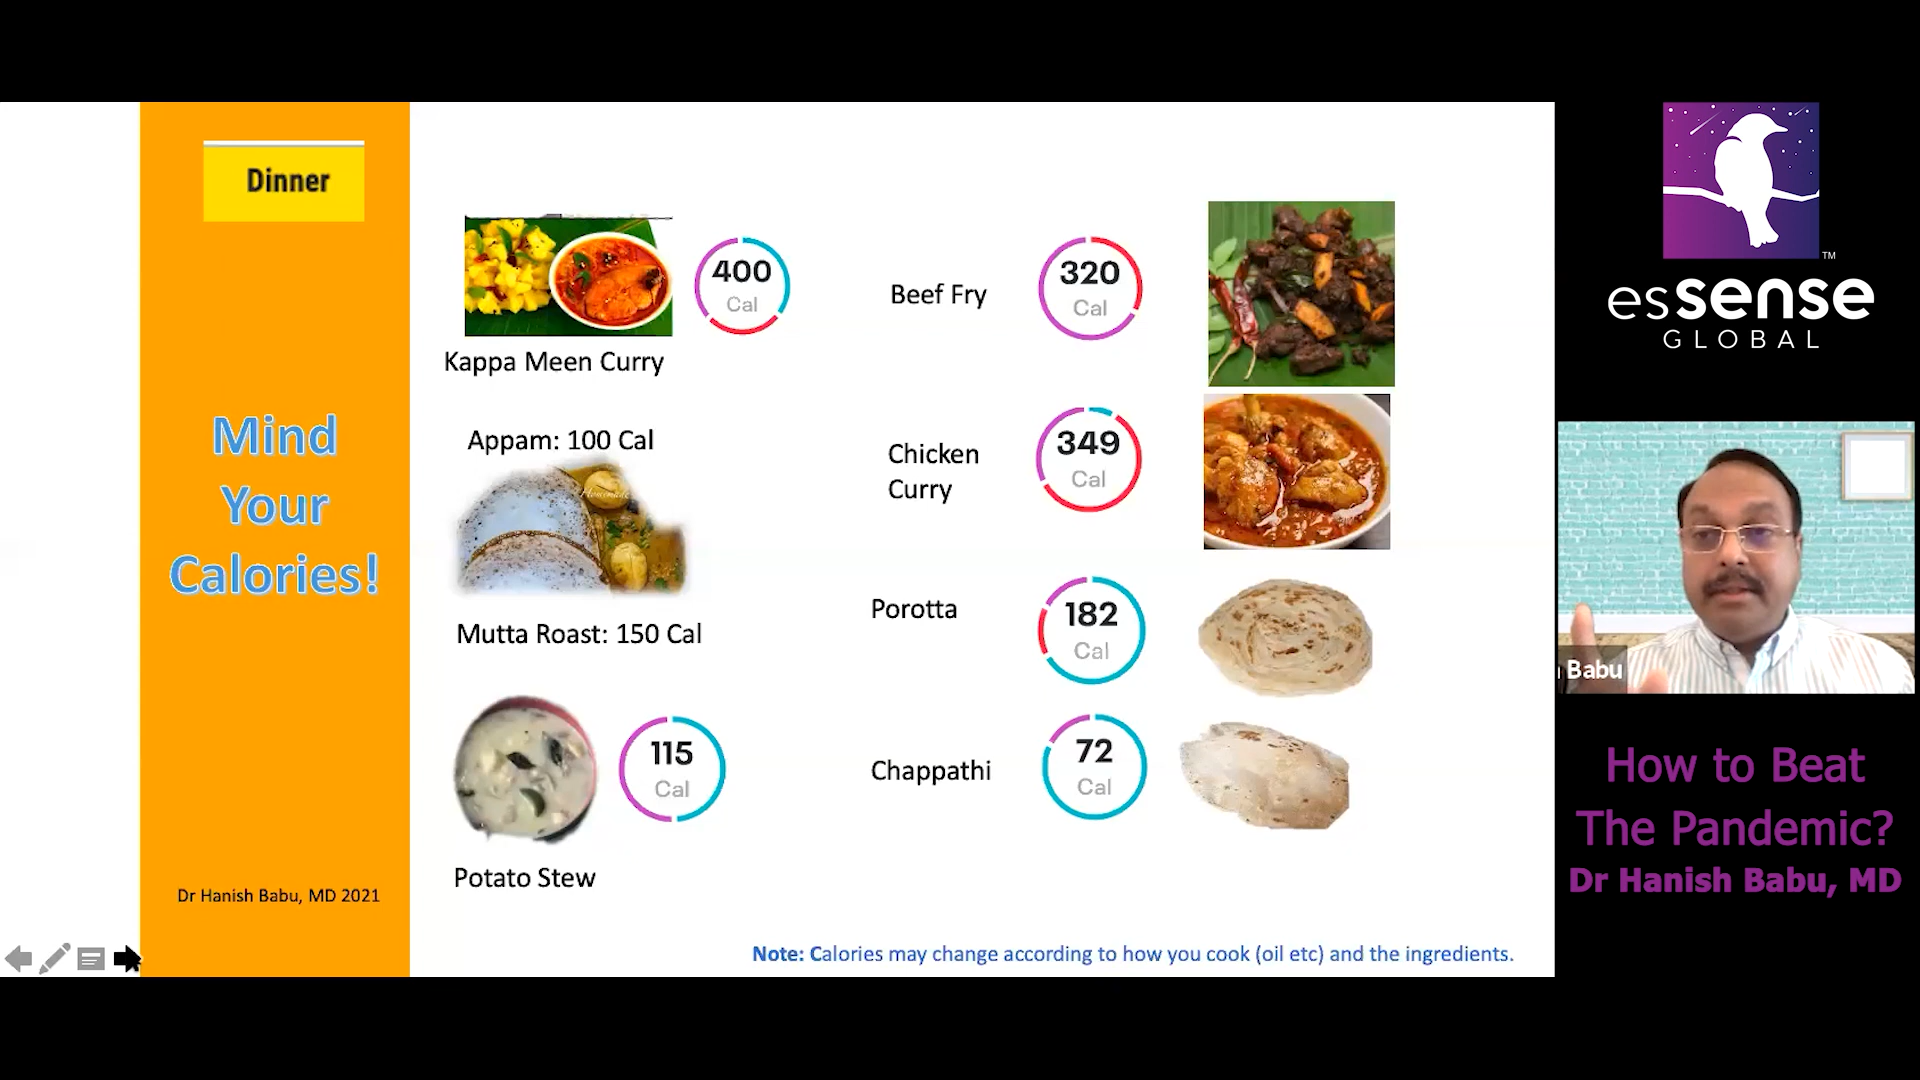 Dinner
Mind
Your
Calories!
Dr Hanish Babu, MD 2021
400
Cal
Kappa Meen Curry
Appam: 100 Cal
Homemade
Mutta Roast: 150 Cal
115
Cal
Potato Stew
Beef Fry
320
Cal
Chicken
Curry
349
Cal
Porotta
182
Cal
Chappathi
72
Cal
Note: Calories may change according to how you cook (oil etc) and the ingredients.
TM
esSENSE
GLOBAL
Babu
How to Beat
The Pandemic?
Dr Hanish Babu, MD